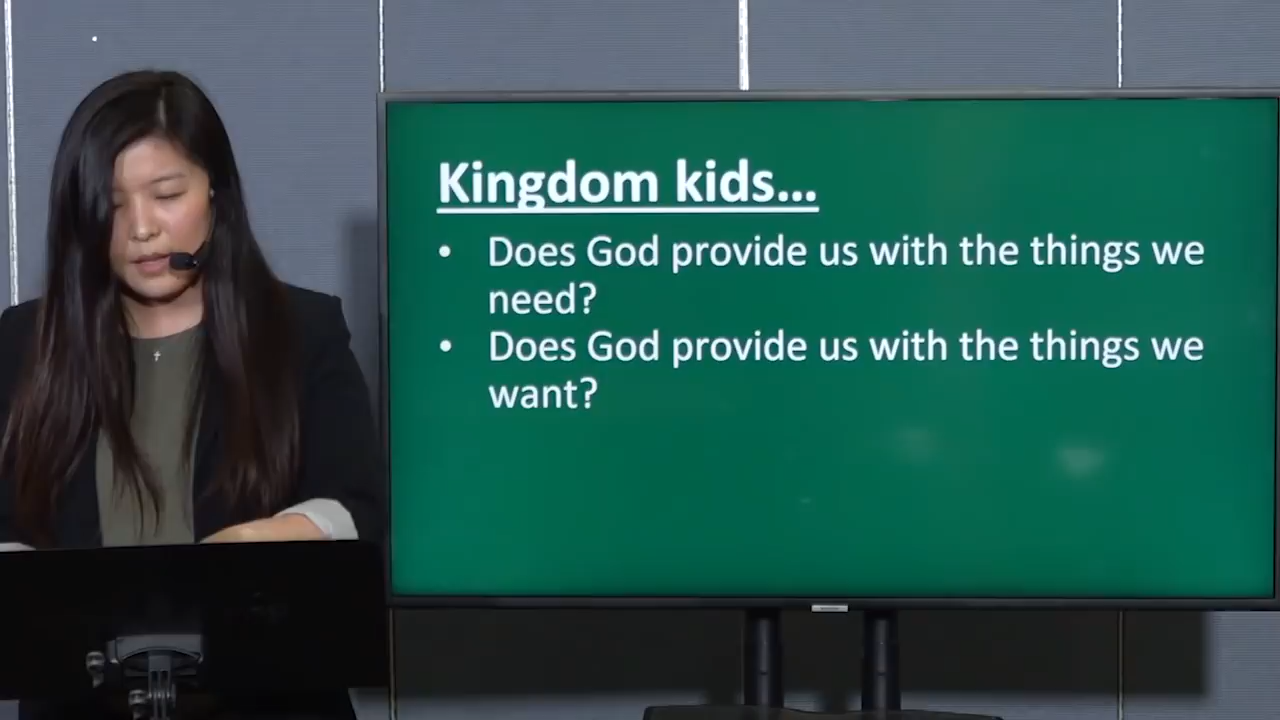 Kingdom kids...
• Does God provide us with the things we
need?
• Does God provide us with the things we
want?